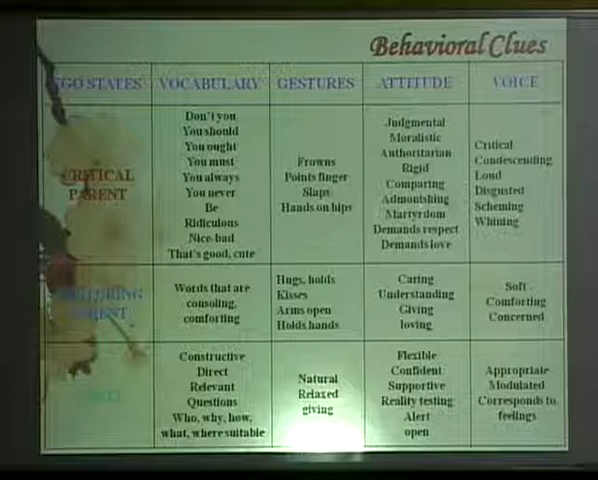 Behavioral Clues
EGO STATES
VOCABULARY
GESTURES
ATTITUDE
VOICE
CRITICAL
PARENT
Don't you
You should
You ought
You must
You always
You never
Be
Ridiculous
Nice-bad
That's good, cute
Frowns
Points finger
Slaps
Hands on hips
Judgmental
Moralistic
Authoritarian
Rigid
Comparing
Admonishing
Martyrdom
Demands respect
Demands love
Critical
Condescending
Loud
Disgusted
Scheming
Whining
NURTURING
PARENT
Words that are
consoling,
comforting
Hugs, holds
Kisses
Arms open
Holds hands
Caring
Understanding
Giving
loving
Soft
Comforting
Concerned
Constructive
Direct
Relevant
Questions
Who, why, how,
what, where suitable
Natural
Relaxed
giving
Flexible
Confident
Supportive
Reality testing
Alert
open
Appropriate
Modulated
Corresponds to
feelings